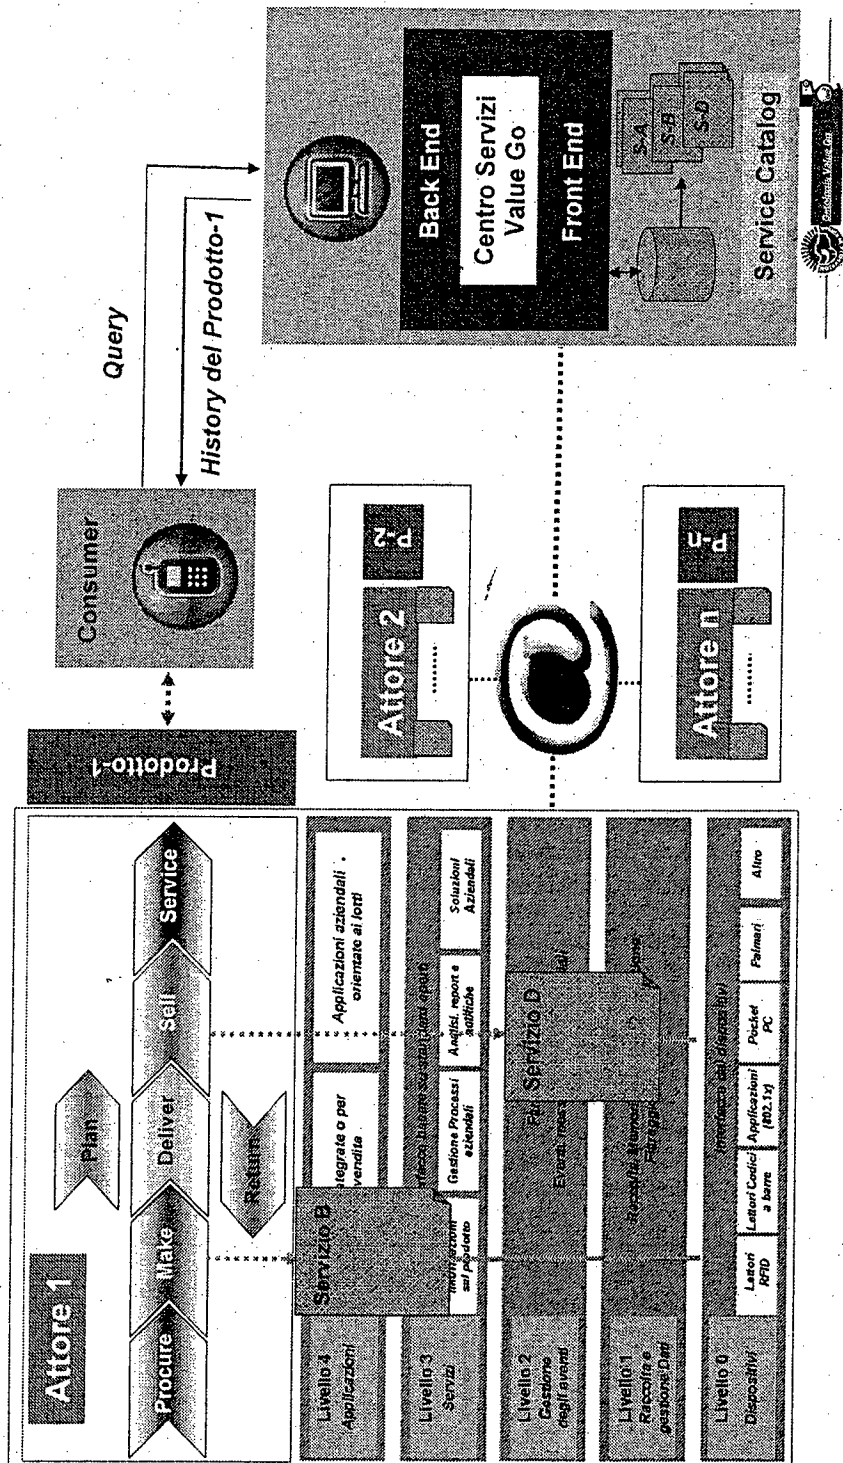 Attore 1
Plan
Procure
Make
Deliver
Sell
Service
Return
Prodotto-1
Consumer
Query
History del Prodotto-1
Livello 4
Applicazioni
Servizio B
vendita
Applicazioni aziendali
orientate ai lotti
Livello 3
Servizi
sul prodotto
Gestione Processi
aziendali
Analisi, report e
notifiche
Soluzioni
Aziendali
Livello 2
Gestione
degli eventi
Servizio D
Livello 1
Raccolta e
gestione Dati
Livello 0
Dispositivi
Interfacce sui dispositivi
Lettori
RFID
Lettori Codici
a barre
Applicazioni
(802.1x)
Pocket
PC
Palmari
Altro
Attore 2
P-2
........
Attore n
P-n
........
Back End
Centro Servizi
Value Go
Front End
S-A
S-B
S-D
Service Catalog